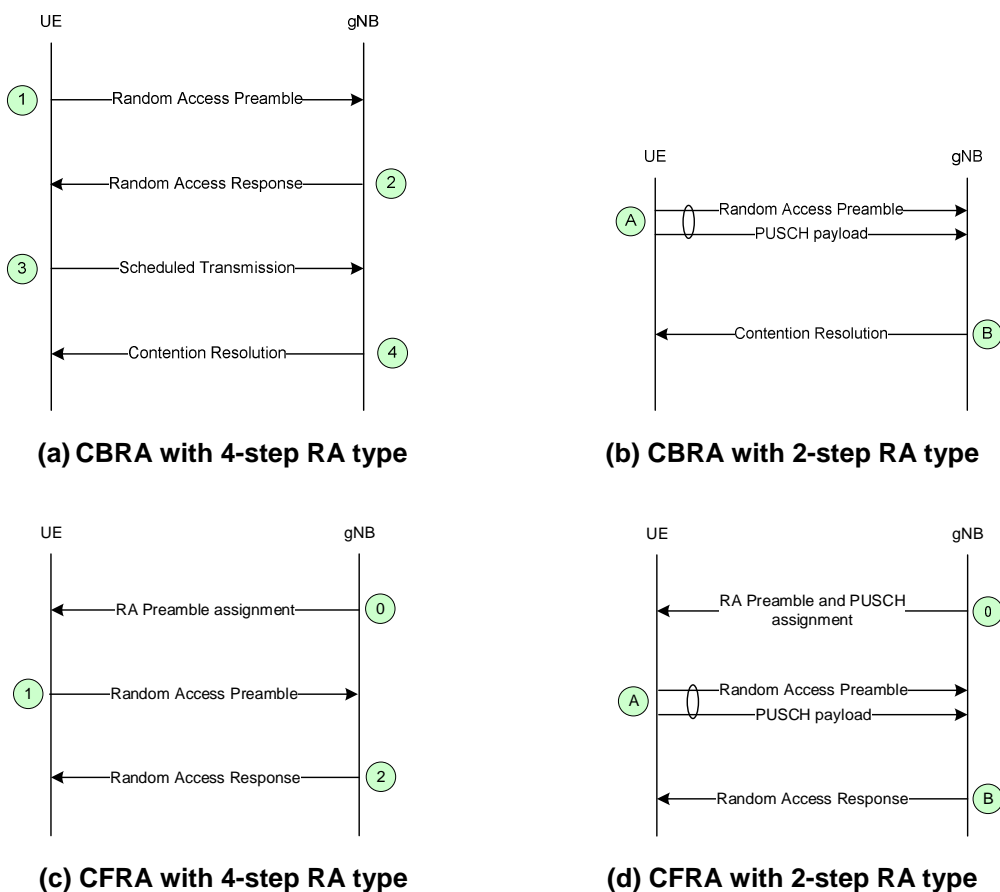 UE gNB
1 Random Access Preamble
Random Access Response 2
3 Scheduled Transmission
Contention Resolution 4
(a) CBRA with 4-step RA type
UE gNB
A Random Access Preamble
PUSCH payload
Contention Resolution B
(b) CBRA with 2-step RA type
UE gNB
RA Preamble assignment 0
1 Random Access Preamble
Random Access Response 2
(c) CFRA with 4-step RA type
UE gNB
RA Preamble and PUSCH 0
assignment
A Random Access Preamble
PUSCH payload
Random Access Response B
(d) CFRA with 2-step RA type